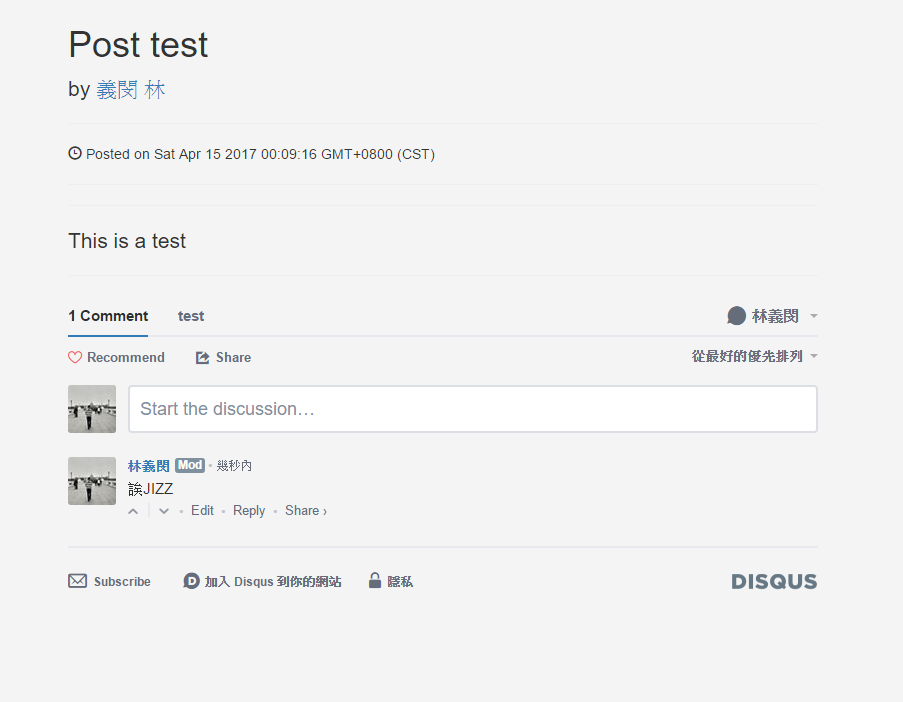 Post test
by 義閔 林
Posted on Sat Apr 15 2017 00:09:16 GMT+0800 (CST)
This is a test
1 Comment test 林義閔
Recommend Share 從最好的優先排列
Start the discussion…
林義閔 Mod • 幾秒內
誒JIZZ
• Edit • Reply • Share ›
Subscribe 加入 Disqus 到你的網站 隱私 DISQUS